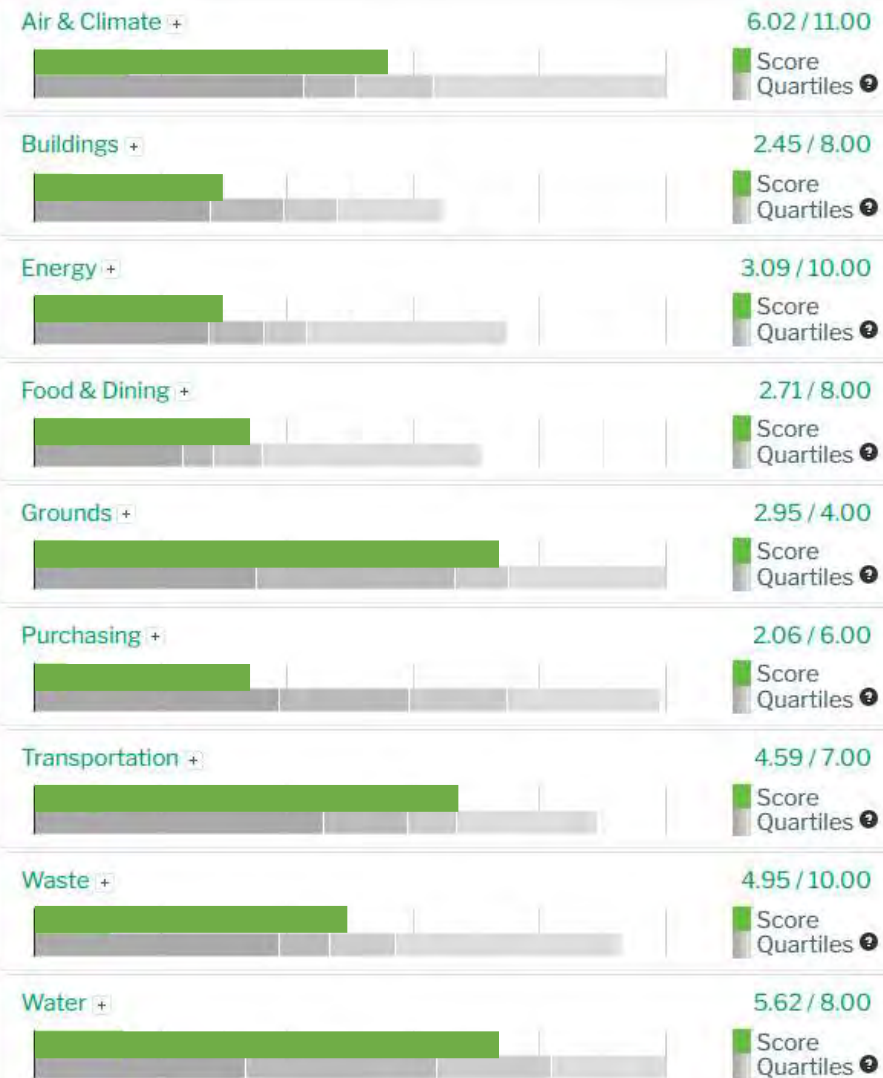 Air & Climate + 6.02 / 11.00
Score
Quartiles ?
Buildings + 2.45 / 8.00
Score
Quartiles ?
Energy + 3.09 / 10.00
Score
Quartiles ?
Food & Dining + 2.71 / 8.00
Score
Quartiles ?
Grounds + 2.95 / 4.00
Score
Quartiles ?
Purchasing + 2.06 / 6.00
Score
Quartiles ?
Transportation + 4.59 / 7.00
Score
Quartiles ?
Waste + 4.95 / 10.00
Score
Quartiles ?
Water + 5.62 / 8.00
Score
Quartiles ?